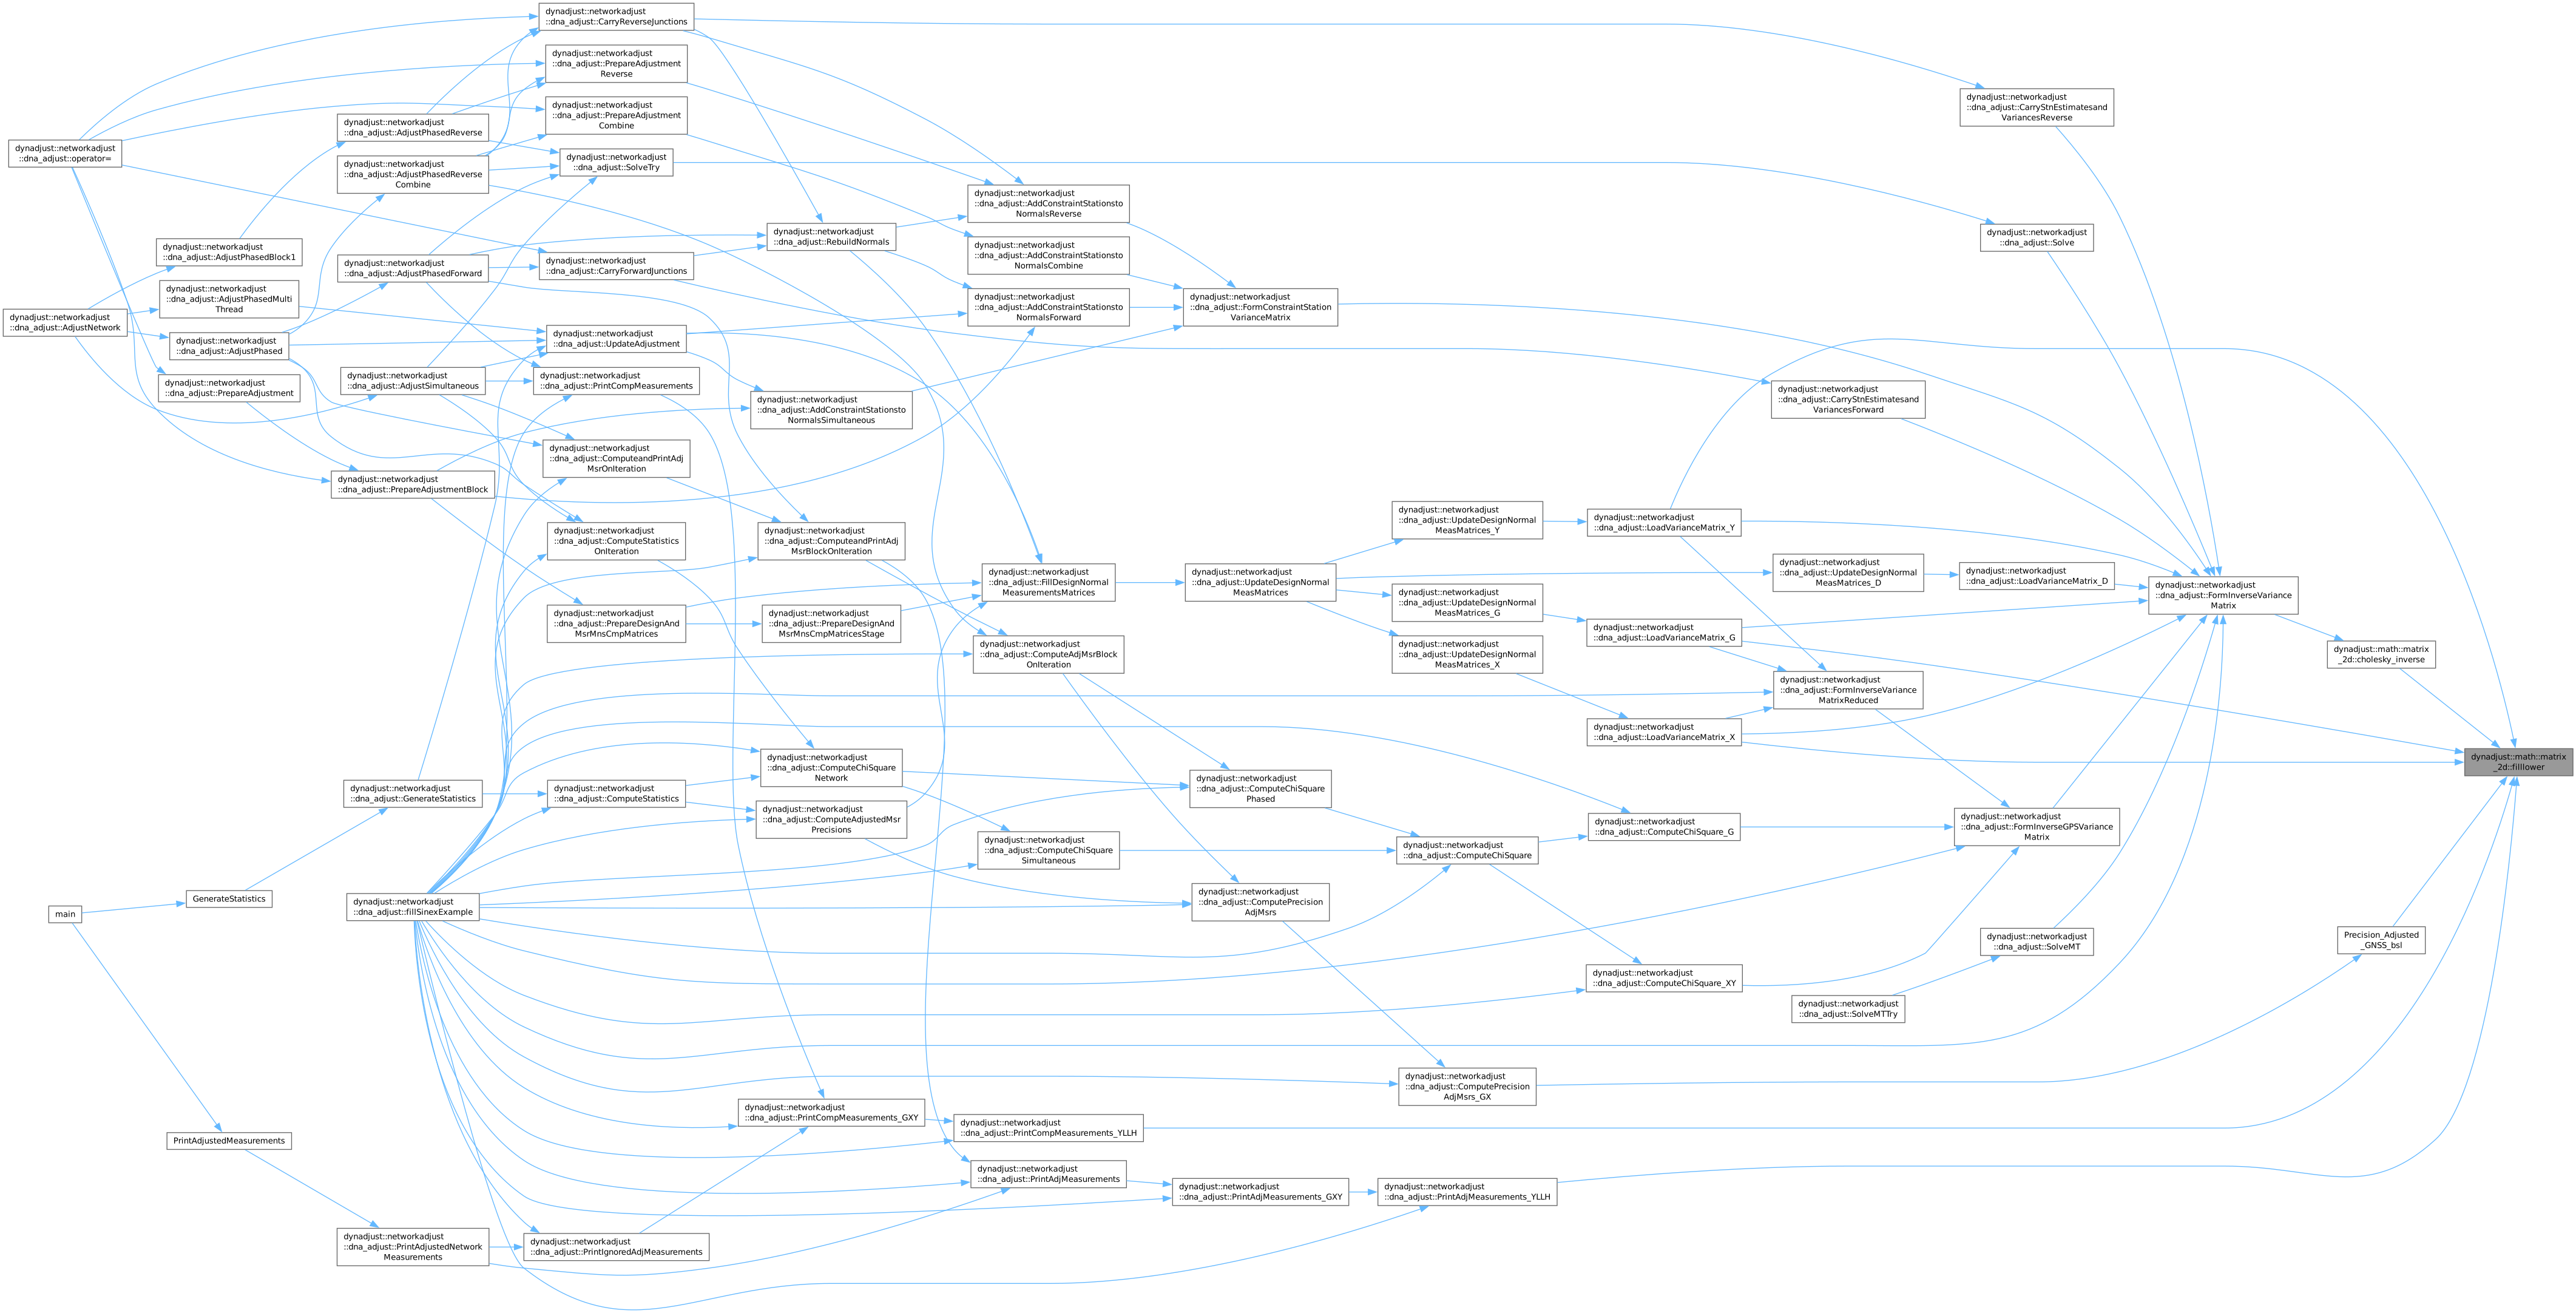 dynadjust::networkadjust
::dna_adjust::operator=
dynadjust::networkadjust
::dna_adjust::AdjustNetwork
main
dynadjust::networkadjust
::dna_adjust::AdjustPhasedBlock1
dynadjust::networkadjust
::dna_adjust::AdjustPhasedMulti
Thread
dynadjust::networkadjust
::dna_adjust::AdjustPhased
dynadjust::networkadjust
::dna_adjust::PrepareAdjustment
GenerateStatistics
PrintAdjustedMeasurements
dynadjust::networkadjust
::dna_adjust::AdjustPhasedReverse
dynadjust::networkadjust
::dna_adjust::AdjustPhasedReverse
Combine
dynadjust::networkadjust
::dna_adjust::AdjustPhasedForward
dynadjust::networkadjust
::dna_adjust::AdjustSimultaneous
dynadjust::networkadjust
::dna_adjust::PrepareAdjustmentBlock
dynadjust::networkadjust
::dna_adjust::GenerateStatistics
dynadjust::networkadjust
::dna_adjust::fillSinexExample
dynadjust::networkadjust
::dna_adjust::PrintAdjustedNetwork
Measurements
dynadjust::networkadjust
::dna_adjust::CarryReverseJunctions
dynadjust::networkadjust
::dna_adjust::PrepareAdjustment
Reverse
dynadjust::networkadjust
::dna_adjust::PrepareAdjustment
Combine
dynadjust::networkadjust
::dna_adjust::SolveTry
dynadjust::networkadjust
::dna_adjust::CarryForwardJunctions
dynadjust::networkadjust
::dna_adjust::UpdateAdjustment
dynadjust::networkadjust
::dna_adjust::PrintCompMeasurements
dynadjust::networkadjust
::dna_adjust::ComputeandPrintAdj
MsrOnIteration
dynadjust::networkadjust
::dna_adjust::ComputeStatistics
OnIteration
dynadjust::networkadjust
::dna_adjust::PrepareDesignAnd
MsrMnsCmpMatrices
dynadjust::networkadjust
::dna_adjust::ComputeStatistics
dynadjust::networkadjust
::dna_adjust::PrintIgnoredAdjMeasurements
dynadjust::networkadjust
::dna_adjust::RebuildNormals
dynadjust::networkadjust
::dna_adjust::AddConstraintStationsto
NormalsSimultaneous
dynadjust::networkadjust
::dna_adjust::ComputeandPrintAdj
MsrBlockOnIteration
dynadjust::networkadjust
::dna_adjust::PrepareDesignAnd
MsrMnsCmpMatricesStage
dynadjust::networkadjust
::dna_adjust::ComputeChiSquare
Network
dynadjust::networkadjust
::dna_adjust::ComputeAdjustedMsr
Precisions
dynadjust::networkadjust
::dna_adjust::PrintCompMeasurements_GXY
dynadjust::networkadjust
::dna_adjust::AddConstraintStationsto
NormalsReverse
dynadjust::networkadjust
::dna_adjust::AddConstraintStationsto
NormalsCombine
dynadjust::networkadjust
::dna_adjust::AddConstraintStationsto
NormalsForward
dynadjust::networkadjust
::dna_adjust::FillDesignNormal
MeasurementsMatrices
dynadjust::networkadjust
::dna_adjust::ComputeAdjMsrBlock
OnIteration
dynadjust::networkadjust
::dna_adjust::ComputeChiSquare
Simultaneous
dynadjust::networkadjust
::dna_adjust::PrintCompMeasurements_YLLH
dynadjust::networkadjust
::dna_adjust::PrintAdjMeasurements
dynadjust::networkadjust
::dna_adjust::FormConstraintStation
VarianceMatrix
dynadjust::networkadjust
::dna_adjust::UpdateDesignNormal
MeasMatrices
dynadjust::networkadjust
::dna_adjust::ComputeChiSquare
Phased
dynadjust::networkadjust
::dna_adjust::ComputePrecision
AdjMsrs
dynadjust::networkadjust
::dna_adjust::PrintAdjMeasurements_GXY
dynadjust::networkadjust
::dna_adjust::UpdateDesignNormal
MeasMatrices_Y
dynadjust::networkadjust
::dna_adjust::UpdateDesignNormal
MeasMatrices_G
dynadjust::networkadjust
::dna_adjust::UpdateDesignNormal
MeasMatrices_X
dynadjust::networkadjust
::dna_adjust::ComputeChiSquare
dynadjust::networkadjust
::dna_adjust::ComputePrecision
AdjMsrs_GX
dynadjust::networkadjust
::dna_adjust::PrintAdjMeasurements_YLLH
dynadjust::networkadjust
::dna_adjust::LoadVarianceMatrix_Y
dynadjust::networkadjust
::dna_adjust::LoadVarianceMatrix_G
dynadjust::networkadjust
::dna_adjust::LoadVarianceMatrix_X
dynadjust::networkadjust
::dna_adjust::ComputeChiSquare_G
dynadjust::networkadjust
::dna_adjust::ComputeChiSquare_XY
dynadjust::networkadjust
::dna_adjust::CarryStnEstimatesand
VariancesForward
dynadjust::networkadjust
::dna_adjust::UpdateDesignNormal
MeasMatrices_D
dynadjust::networkadjust
::dna_adjust::FormInverseVariance
MatrixReduced
dynadjust::networkadjust
::dna_adjust::SolveMTTry
dynadjust::networkadjust
::dna_adjust::CarryStnEstimatesand
VariancesReverse
dynadjust::networkadjust
::dna_adjust::Solve
dynadjust::networkadjust
::dna_adjust::LoadVarianceMatrix_D
dynadjust::networkadjust
::dna_adjust::FormInverseGPSVariance
Matrix
dynadjust::networkadjust
::dna_adjust::SolveMT
dynadjust::networkadjust
::dna_adjust::FormInverseVariance
Matrix
dynadjust::math::matrix
_2d::cholesky_inverse
Precision_Adjusted
_GNSS_bsl
dynadjust::math::matrix
_2d::filllower